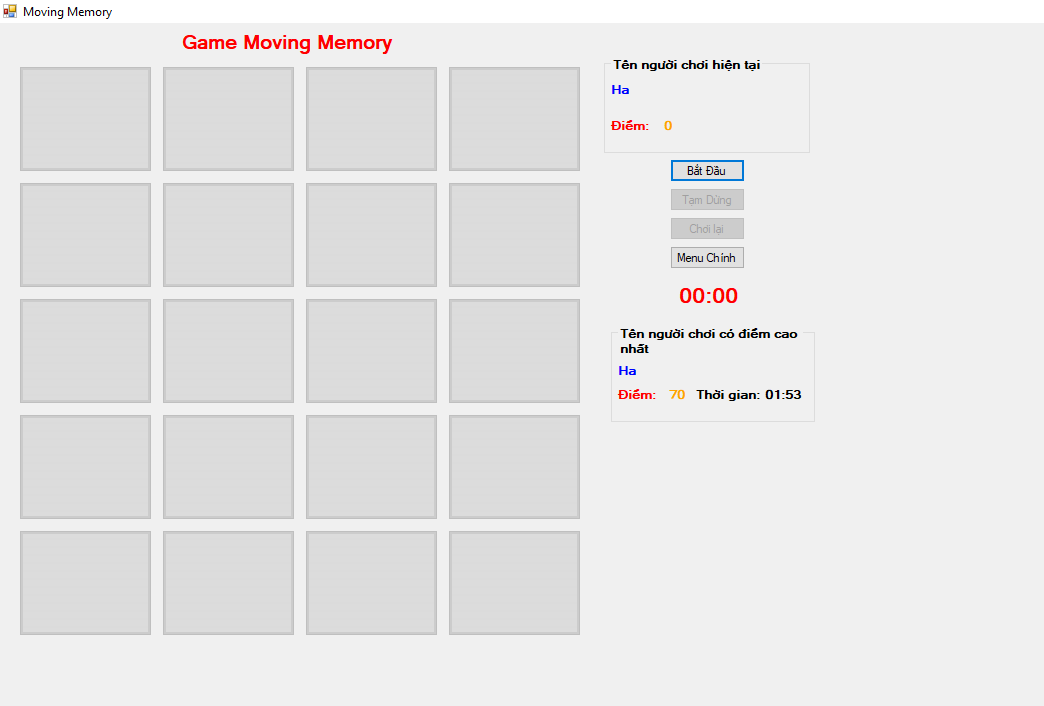 Moving Memory
Game Moving Memory
Tên người chơi hiện tại
Ha
Điểm: 0
Bắt Đầu
Tạm Dừng
Chơi lại
Menu Chính
00:00
Tên người chơi có điểm cao
nhất
Ha
Điểm: 70 Thời gian: 01:53